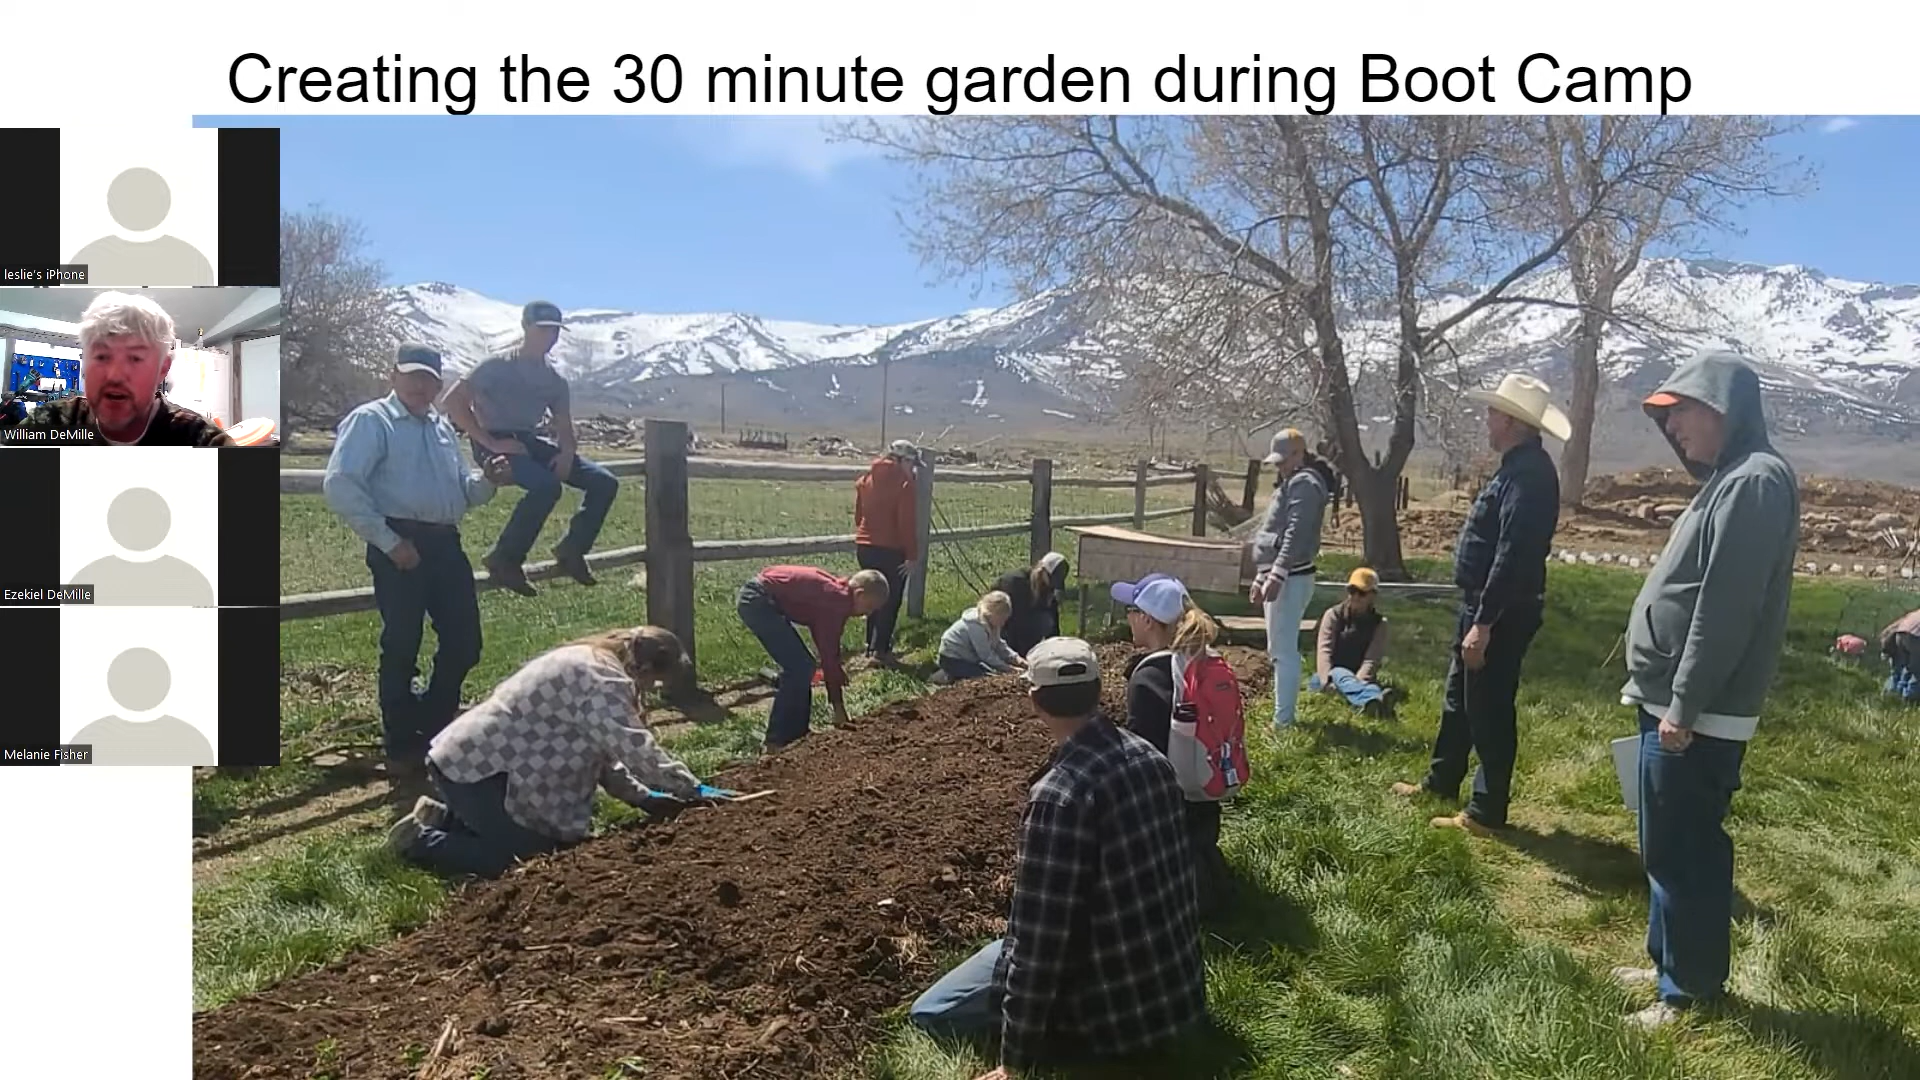 Creating the 30 minute garden during Boot Camp
leslie's iPhone
William DeMille
Ezekiel DeMille
Melanie Fisher